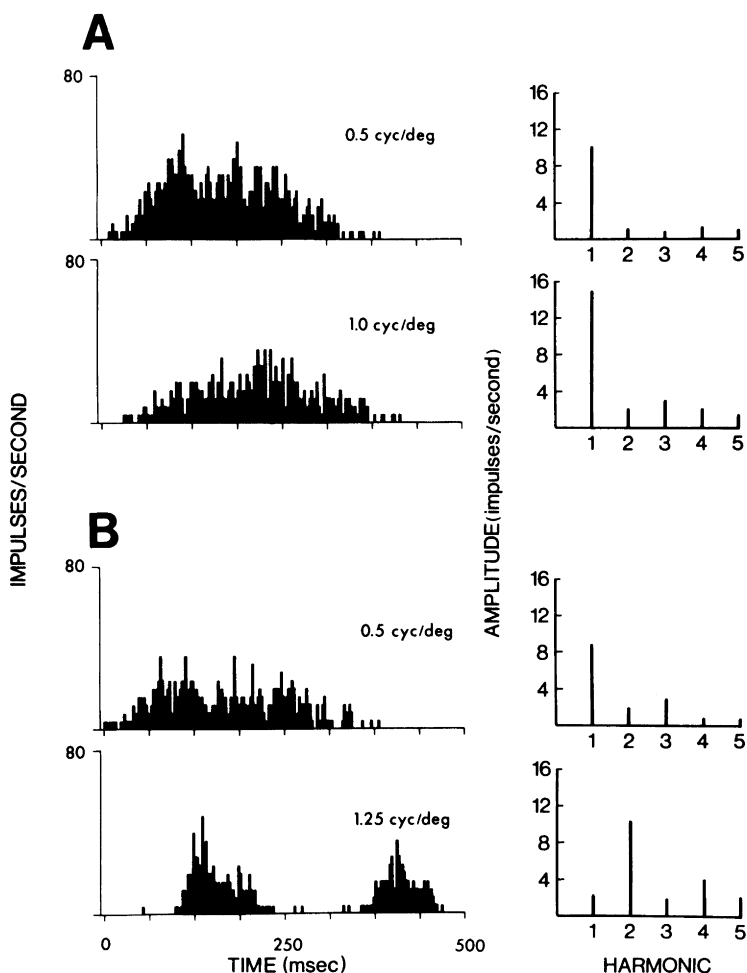 A
80
0.5 cyc/deg
16
12
8
4
1 2 3 4 5
80
1.0 cyc/deg
16
12
8
4
1 2 3 4 5
IMPULSES/SECOND
AMPLITUDE (impulses/second)
B
80
0.5 cyc/deg
16
12
8
4
1 2 3 4 5
80
1.25 cyc/deg
16
12
8
4
1 2 3 4 5
0 250 500
TIME (msec)
HARMONIC